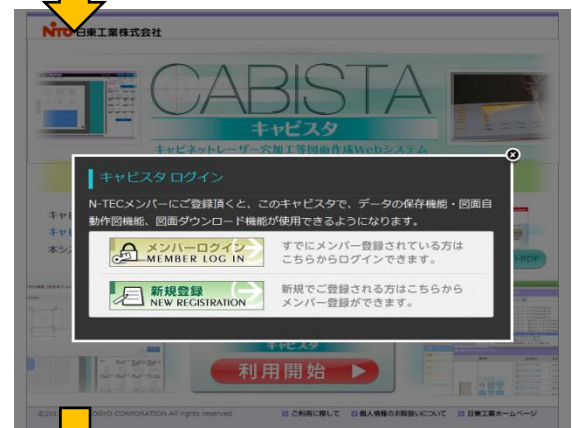 NITO 日東工業株式会社
CABISTA
キャビスタ
キャビネットレーザー穴加工等図面作成Webシステム
キャビスタ ログイン
N-TECメンバーにご登録頂くと、このキャビスタで、データの保存機能・図面自
動作図機能、図面ダウンロード機能が使用できるようになります。
メンバーログイン
MEMBER LOG IN
すでにメンバー登録されている方は
こちらからログインできます。
新規登録
NEW REGISTRATION
新規でご登録される方はこちらから
メンバー登録ができます。
キャビスタ
利用開始
CORPORATION All rights reserved.
ご利用に際して
個人情報のお取扱いについて
日東工業ホームページ